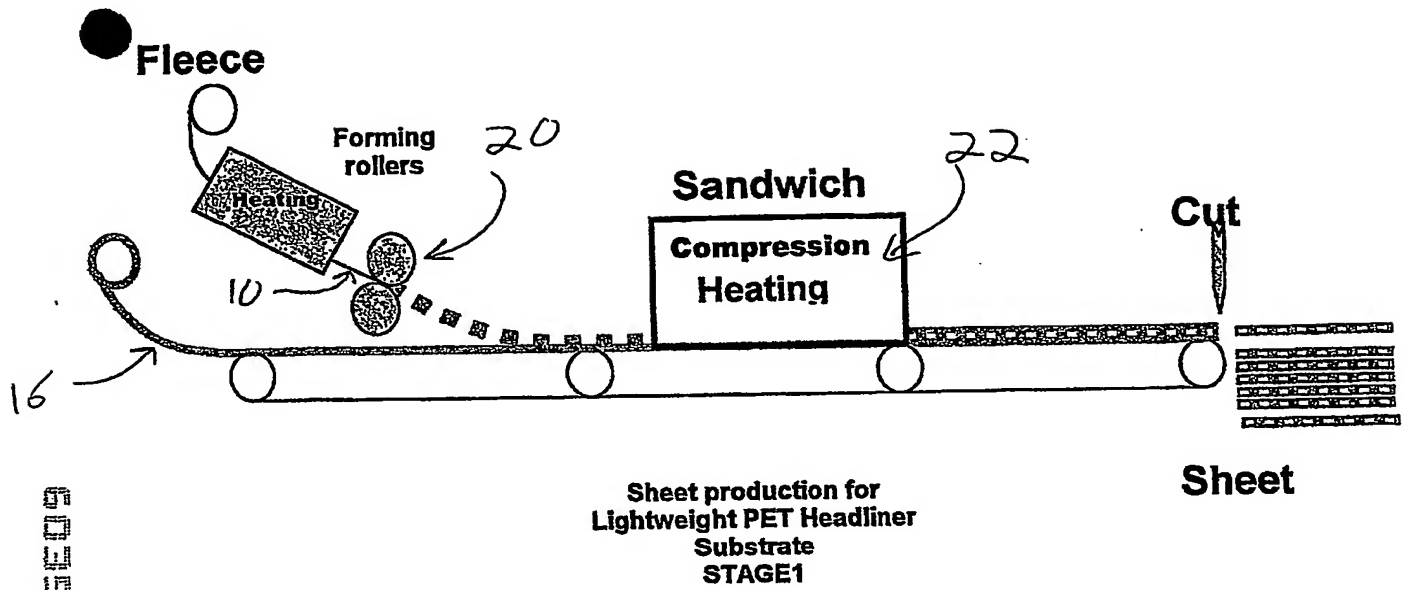 Fleece
Forming
rollers
20
22
Heating
Sandwich
Cut
Compression
Heating
10
16
Sheet production for
Lightweight PET Headliner
Substrate
STAGE1
Sheet